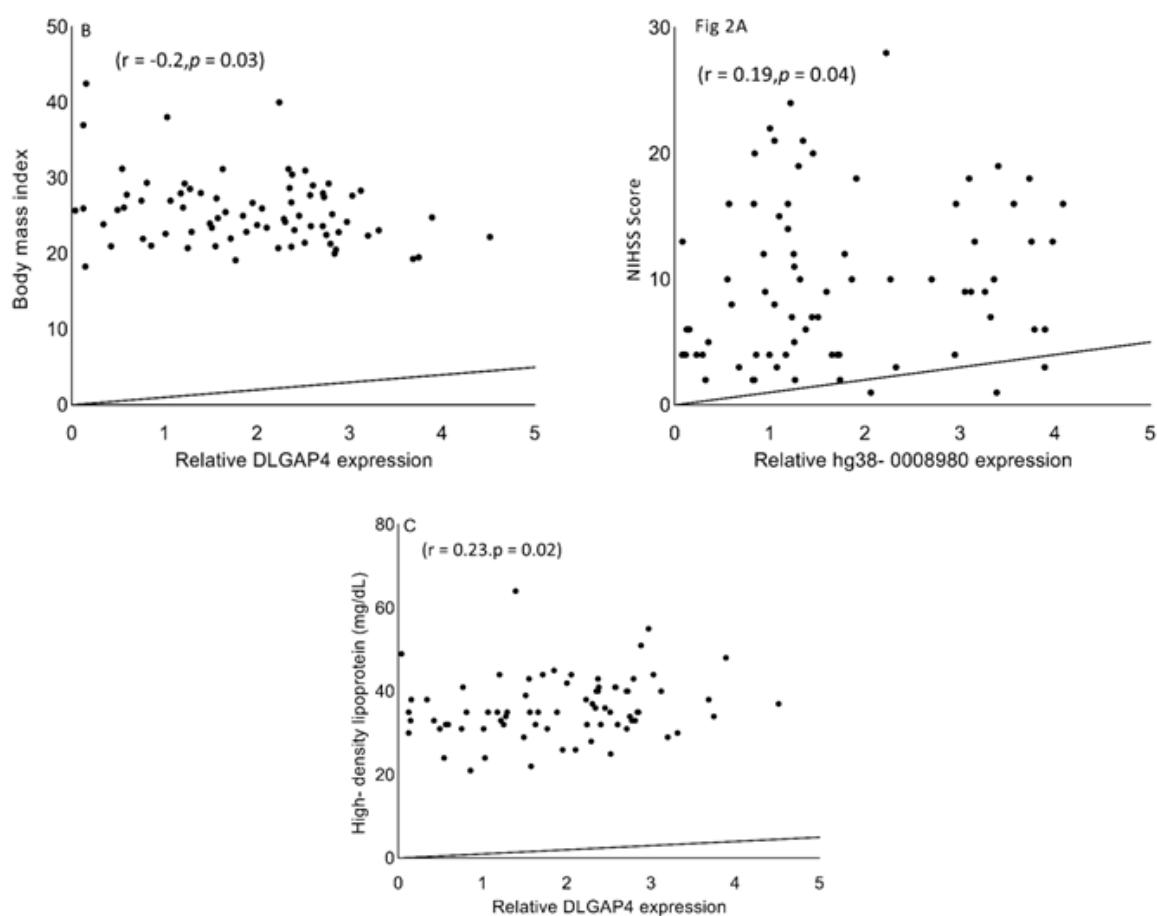 B
(r = -0.2,p = 0.03)
Body mass index
50
40
30
20
10
0
0 1 2 3 4 5
Relative DLGAP4 expression
Fig 2A
(r = 0.19,p = 0.04)
NIHSS Score
30
20
10
0
0 1 2 3 4 5
Relative hg38- 0008980 expression
C
(r = 0.23.p = 0.02)
High- density lipoprotein (mg/dL)
80
60
40
20
0
0 1 2 3 4 5
Relative DLGAP4 expression